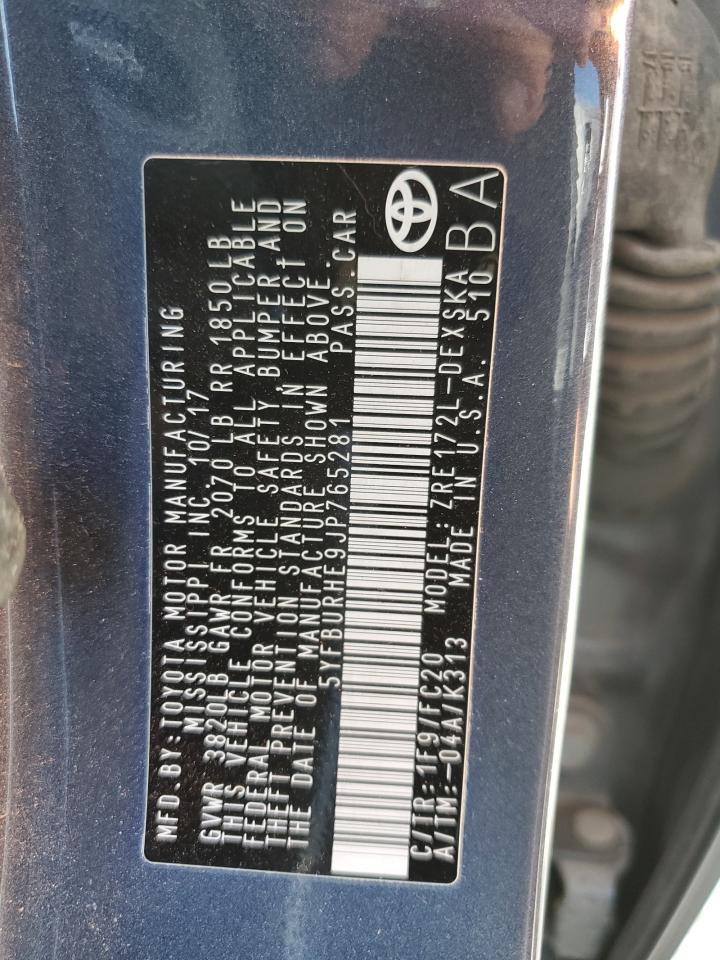 MFD.BY:TOYOTA MOTOR MANUFACTURING
MISSISSIPPI INC. 10/17
GVWR 3820LB GAWR FR 2070 LB RR 1850LB
THIS VEHICLE CONFORMS TO ALL APPLICABLE
FEDERAL MOTOR VEHICLE SAFETY, BUMPER AND
THEFT PREVENTION STANDARDS IN EFFECT ON
THE DATE OF MANUFACTURE SHOWN ABOVE.
5YFBURHE9JP765281 PASS.CAR
C/TR:1F9/FC20 MODEL:ZRE172L-DEXSKA
A/TM:-04A/K313 MADE IN U.S.A. 510
BA